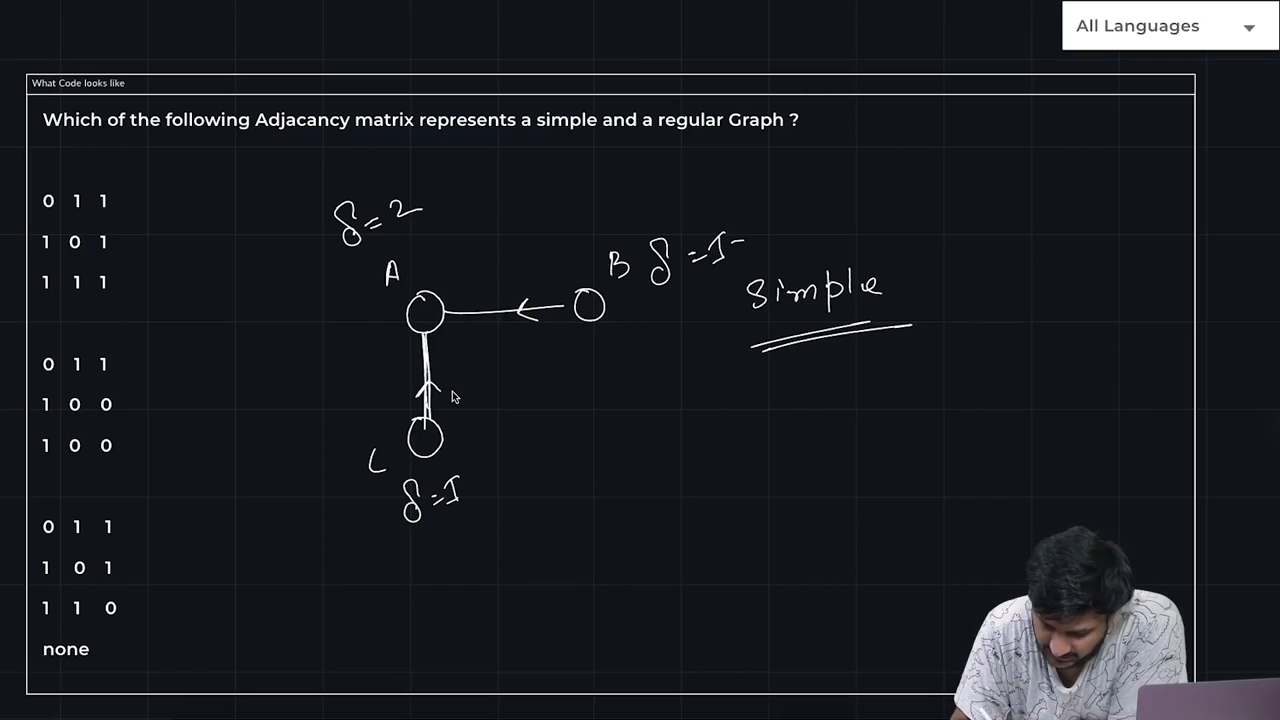 All Languages
What Code looks like
Which of the following Adjacancy matrix represents a simple and a regular Graph ?
0 1 1
1 0 1
1 1 1
0 1 1
1 0 0
1 0 0
0 1 1
1 0 1
1 1 0
none
δ = 2
A
B δ = 1
simple
C
δ = 1